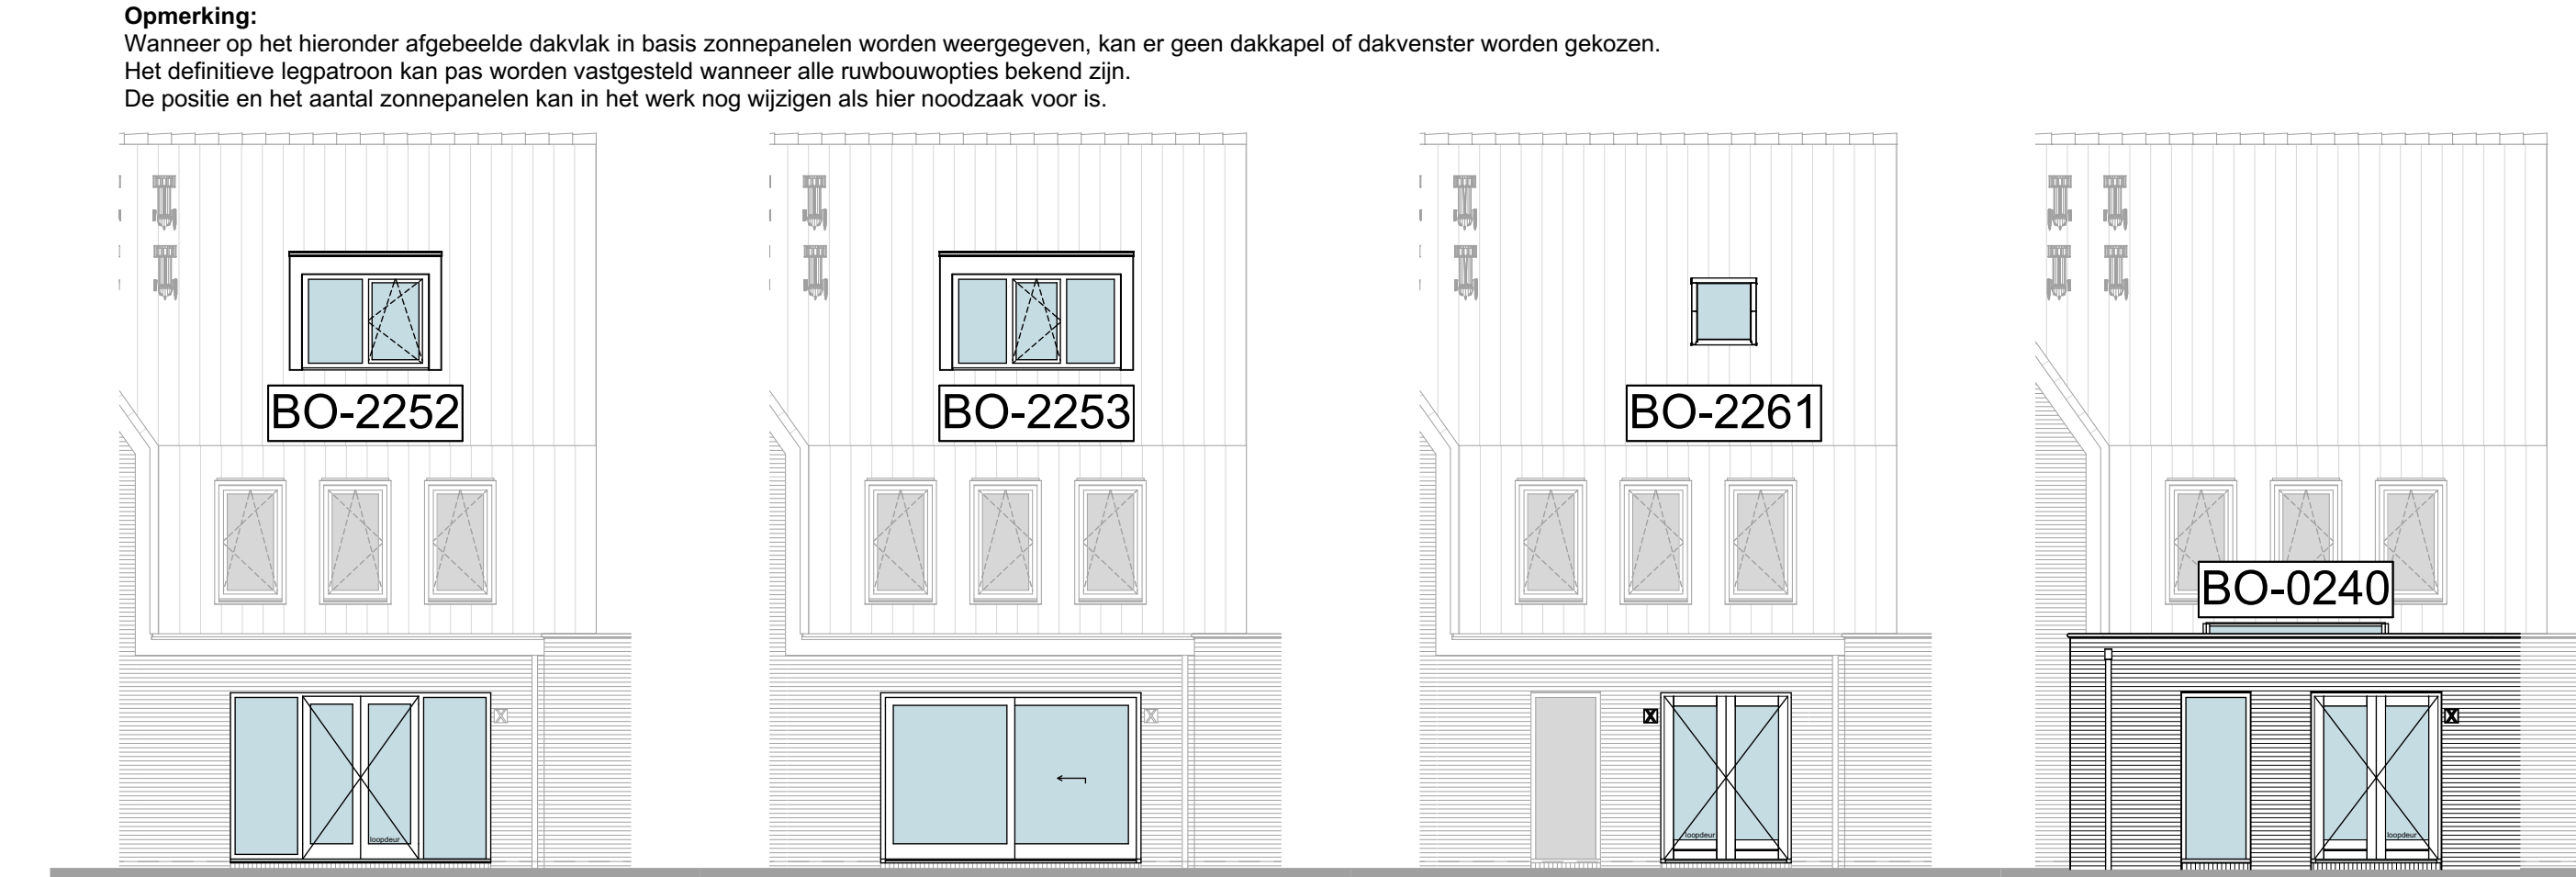 Opmerking:
Wanneer op het hieronder afgebeelde dakvlak in basis zonnepanelen worden weergegeven, kan er geen dakkapel of dakvenster worden gekozen.
Het definitieve legpatroon kan pas worden vastgesteld wanneer alle ruwbouwopties bekend zijn.
De positie en het aantal zonnepanelen kan in het werk nog wijzigen als hier noodzaak voor is.
BO-2252
BO-2253
BO-2261
BO-0240
loopdeur
loopdeur
loopdeur